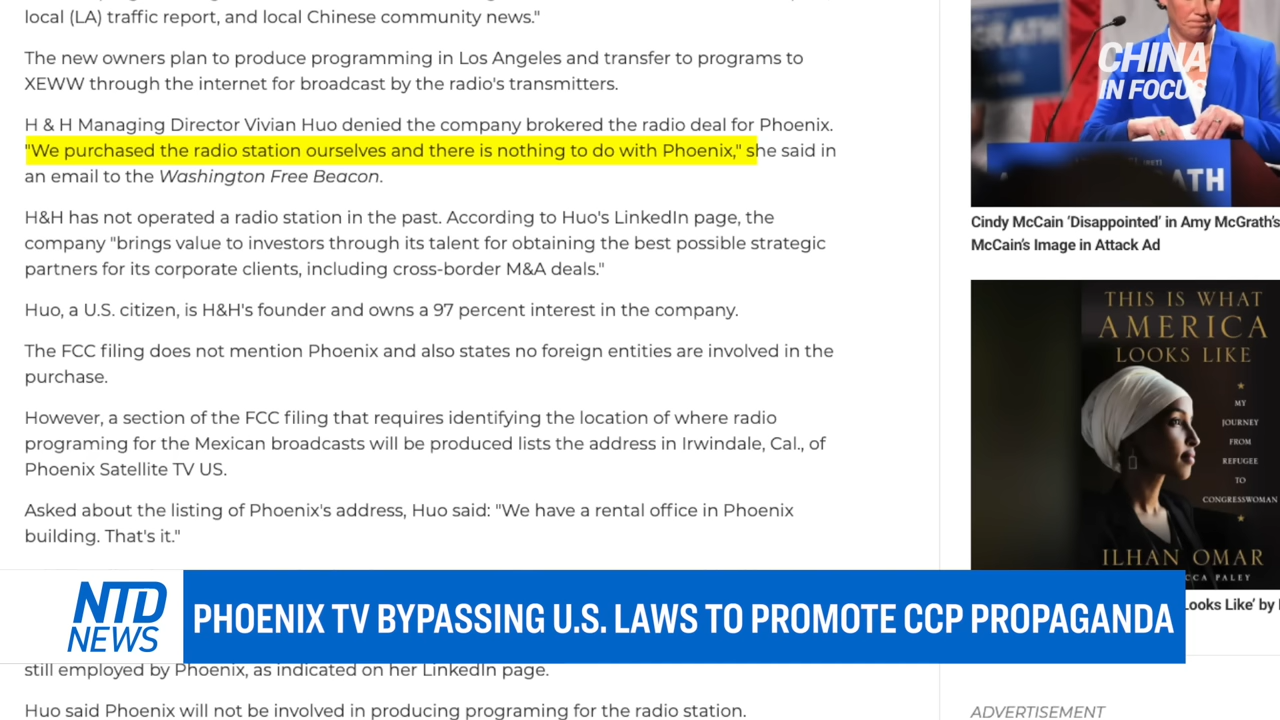 local (LA) traffic report, and local Chinese community news."
The new owners plan to produce programming in Los Angeles and transfer to programs to
XEWW through the internet for broadcast by the radio's transmitters.
H & H Managing Director Vivian Huo denied the company brokered the radio deal for Phoenix.
"We purchased the radio station ourselves and there is nothing to do with Phoenix," she said in
an email to the Washington Free Beacon.
H&H has not operated a radio station in the past. According to Huo's LinkedIn page, the
company "brings value to investors through its talent for obtaining the best possible strategic
partners for its corporate clients, including cross-border M&A deals."
Huo, a U.S. citizen, is H&H's founder and owns a 97 percent interest in the company.
The FCC filing does not mention Phoenix and also states no foreign entities are involved in the
purchase.
However, a section of the FCC filing that requires identifying the location of where radio
programing for the Mexican broadcasts will be produced lists the address in Irwindale, Cal., of
Phoenix Satellite TV US.
Asked about the listing of Phoenix's address, Huo said: "We have a rental office in Phoenix
building. That's it."
still employed by Phoenix, as indicated on her LinkedIn page.
Huo said Phoenix will not be involved in producing programing for the radio station.
CHINA
IN FOCUS
GRATH
Cindy McCain ‘Disappointed’ in Amy McGrath's
McCain's Image in Attack Ad
THIS IS WHAT
AMERICA
LOOKS LIKE
MY
JOURNEY
FROM
REFUGEE
TO
CONGRESSWOMAN
ILHAN OMAR
CCA PALEY
Looks Like’ by
ADVERTISEMENT
NTD
NEWS
PHOENIX TV BYPASSING U.S. LAWS TO PROMOTE CCP PROPAGANDA